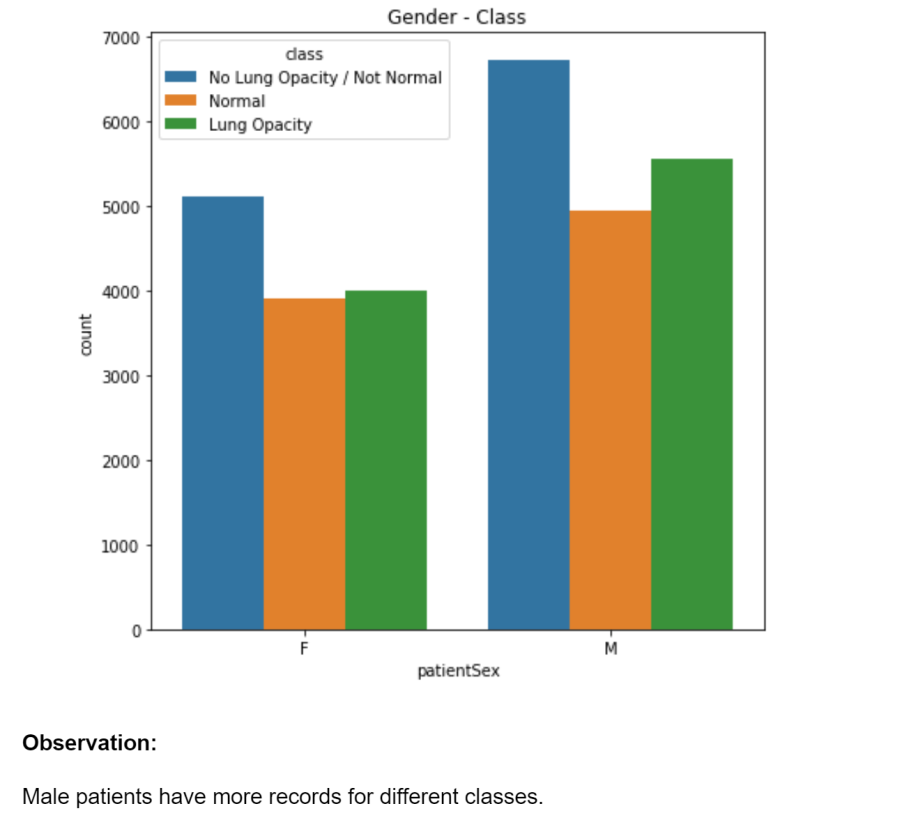 Gender - Class
class
No Lung Opacity / Not Normal
Normal
Lung Opacity
7000
6000
5000
4000
3000
2000
1000
0
count
F M
patientSex
Observation:
Male patients have more records for different classes.